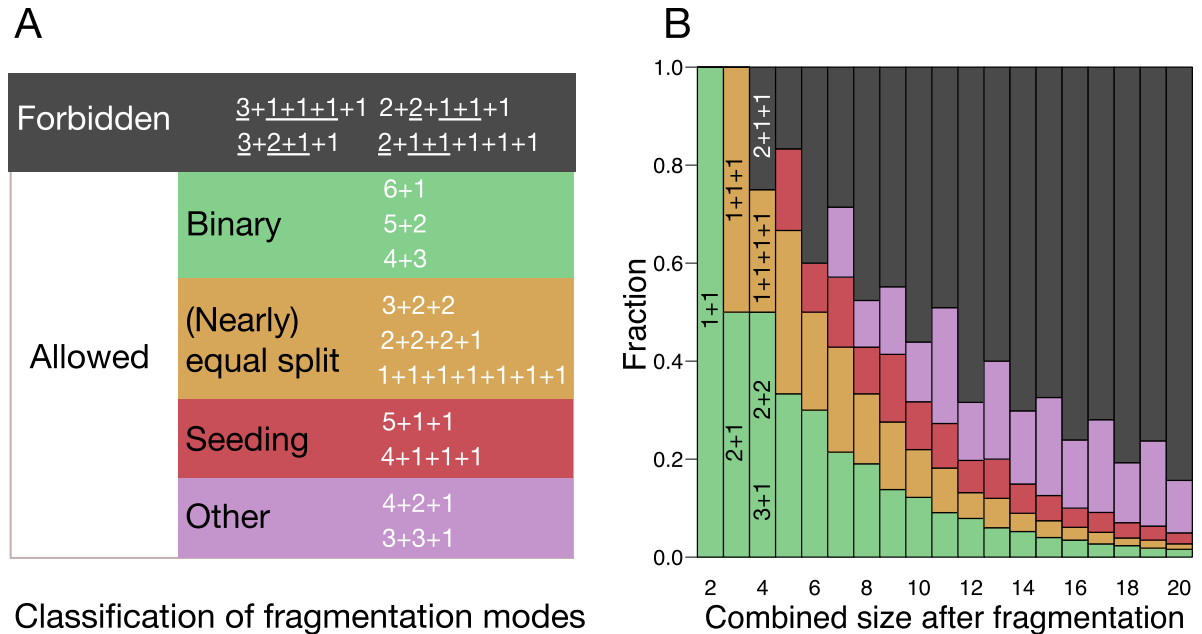 A
Forbidden
3+1+1+1+1 2+2+1+1+1
3+2+1+1 2+1+1+1+1+1
Allowed
Binary
6+1
5+2
4+3
(Nearly)
equal split
3+2+2
2+2+2+1
1+1+1+1+1+1+1
Seeding
5+1+1
4+1+1+1
Other
4+2+1
3+3+1
Classification of fragmentation modes
B
Fraction
1.0
0.8
0.6
0.4
0.2
0.0
1+1
2+1
1+1+1
3+1
2+2
1+1+1+1
2+1+1
2 4 6 8 10 12 14 16 18 20
Combined size after fragmentation